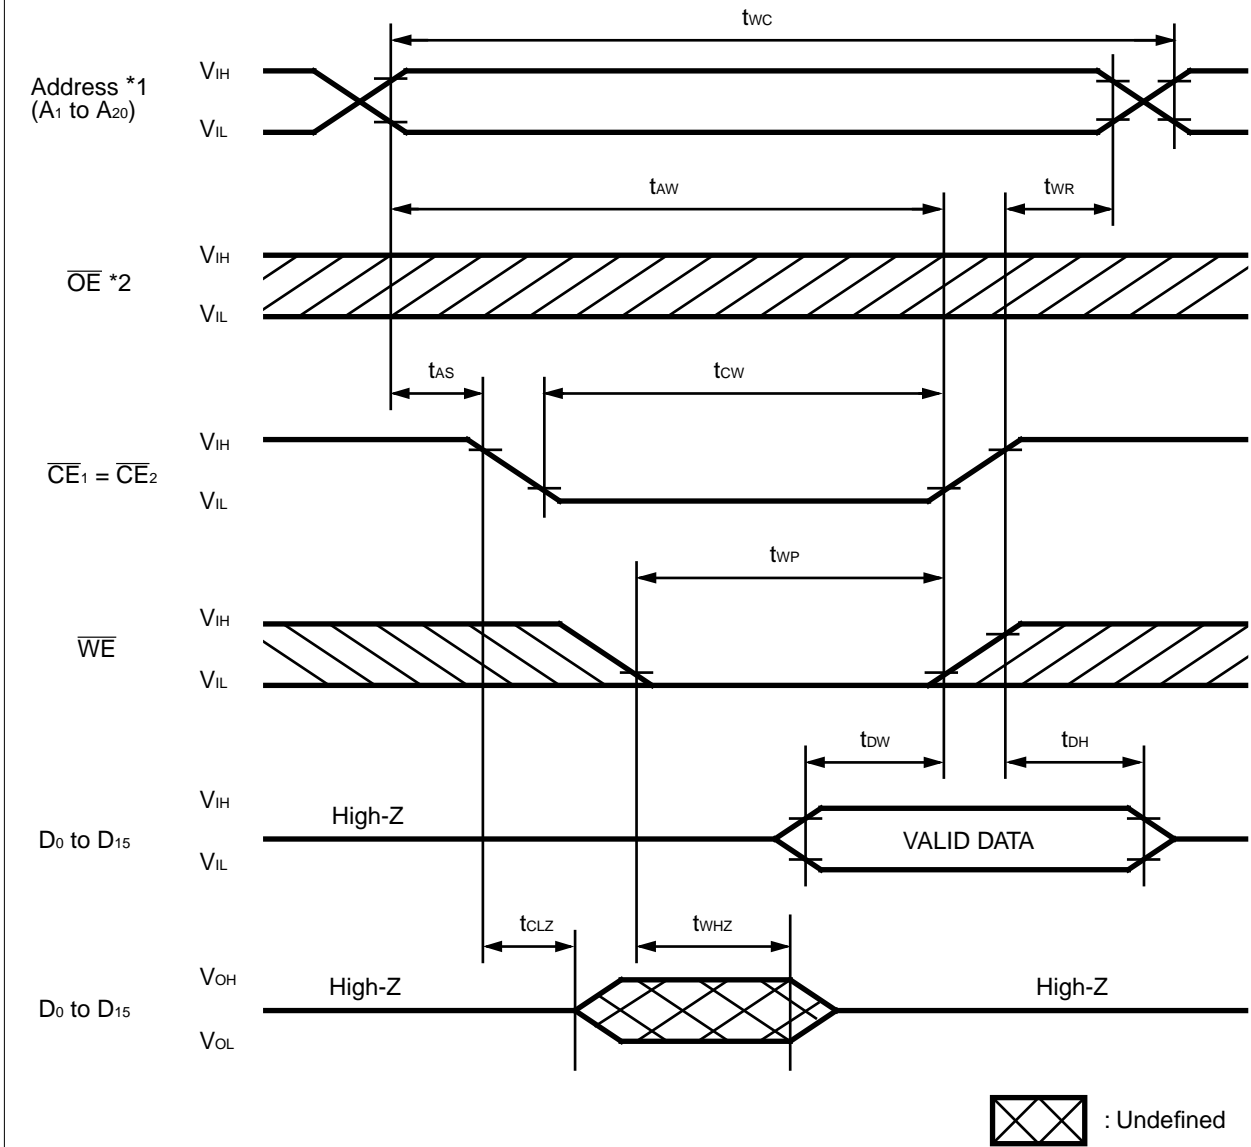 tWC
Address *1
(A1 to A20)
VIH
VIL
tAW
tWR
OE *2
VIH
VIL
tAS
tCW
CE1 = CE2
VIH
VIL
tWP
WE
VIH
VIL
tDW
tDH
D0 to D15
VIH
VIL
High-Z
VALID DATA
tCLZ
tWHZ
D0 to D15
VOH
VOL
High-Z
High-Z
: Undefined